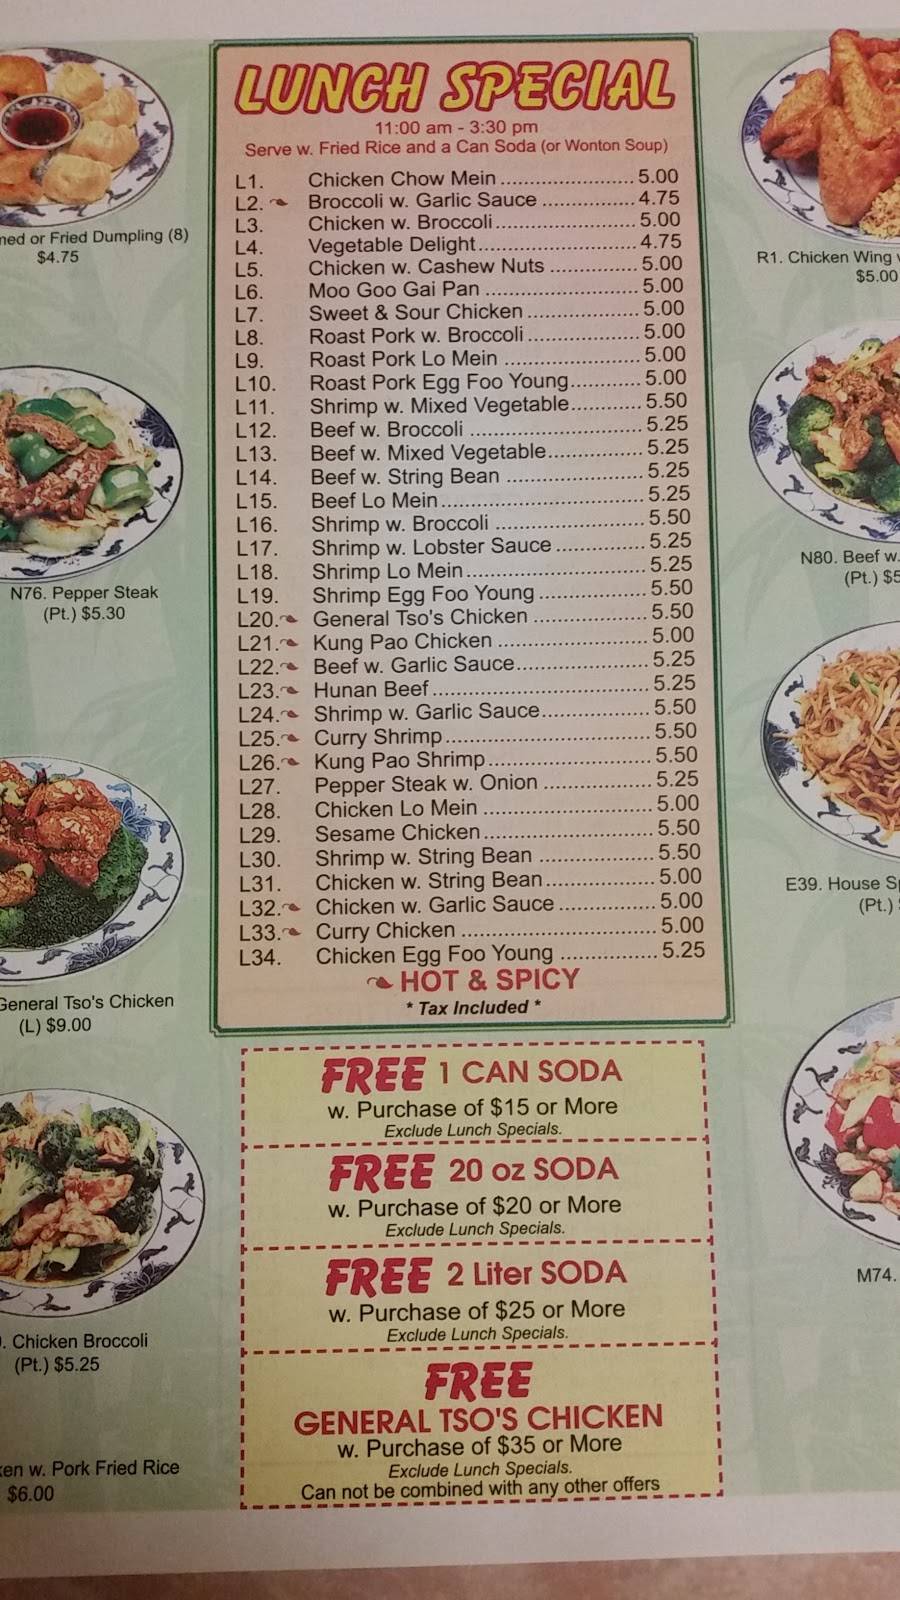 LUNCH SPECIAL
11:00 am - 3:30 pm
Serve w. Fried Rice and a Can Soda (or Wonton Soup)
L1. Chicken Chow Mein 5.00
L2. Broccoli w. Garlic Sauce 4.75
L3. Chicken w. Broccoli 5.00
L4. Vegetable Delight 4.75
L5. Chicken w. Cashew Nuts 5.00
L6. Moo Goo Gai Pan 5.00
L7. Sweet & Sour Chicken 5.00
L8. Roast Pork w. Broccoli 5.00
L9. Roast Pork Lo Mein 5.00
L10. Roast Pork Egg Foo Young 5.00
L11. Shrimp w. Mixed Vegetable 5.50
L12. Beef w. Broccoli 5.25
L13. Beef w. Mixed Vegetable 5.25
L14. Beef w. String Bean 5.25
L15. Beef Lo Mein 5.25
L16. Shrimp w. Broccoli 5.50
L17. Shrimp w. Lobster Sauce 5.25
L18. Shrimp Lo Mein 5.25
L19. Shrimp Egg Foo Young 5.50
L20. General Tso's Chicken 5.50
L21. Kung Pao Chicken 5.00
L22. Beef w. Garlic Sauce 5.25
L23. Hunan Beef 5.25
L24. Shrimp w. Garlic Sauce 5.50
L25. Curry Shrimp 5.50
L26. Kung Pao Shrimp 5.50
L27. Pepper Steak w. Onion 5.25
L28. Chicken Lo Mein 5.00
L29. Sesame Chicken 5.50
L30. Shrimp w. String Bean 5.50
L31. Chicken w. String Bean 5.00
L32. Chicken w. Garlic Sauce 5.00
L33. Curry Chicken 5.00
L34. Chicken Egg Foo Young 5.25
HOT & SPICY
* Tax Included *
FREE 1 CAN SODA
w. Purchase of $15 or More
Exclude Lunch Specials.
FREE 20 oz SODA
w. Purchase of $20 or More
Exclude Lunch Specials.
FREE 2 Liter SODA
w. Purchase of $25 or More
Exclude Lunch Specials.
FREE
GENERAL TSO'S CHICKEN
w. Purchase of $35 or More
Exclude Lunch Specials.
Can not be combined with any other offers
or Fried Dumpling (8)
$4.75
N76. Pepper Steak
(Pt.) $5.30
General Tso's Chicken
(L) $9.00
Chicken Broccoli
(Pt.) $5.25
w. Pork Fried Rice
$6.00
R1. Chicken Wing
$5.00
N80. Beef w.
(Pt.) $5
E39. House
(Pt.)
M74.